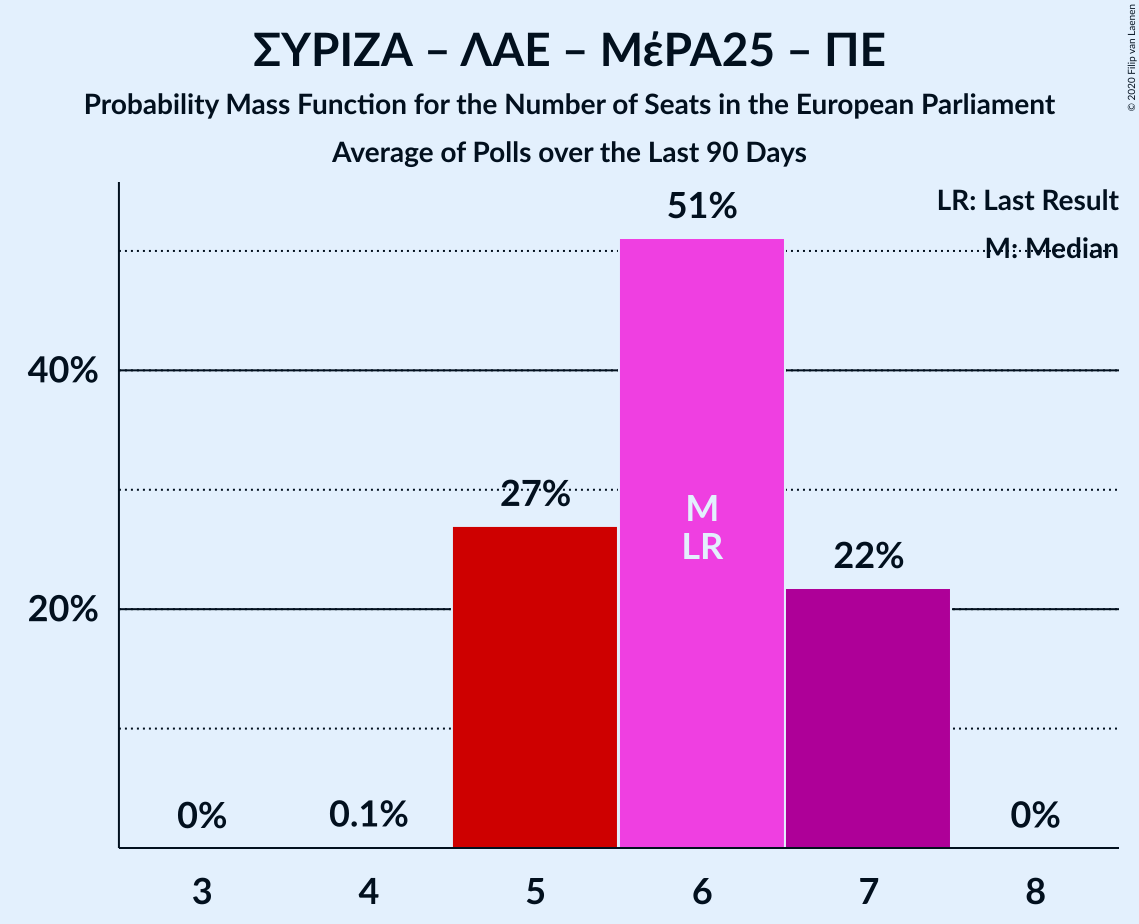 ΣΥΡΙΖΑ – ΛΑΕ – ΜέΡΑ25 – ΠΕ
Probability Mass Function for the Number of Seats in the European Parliament
Average of Polls over the Last 90 Days
© 2020 Filip van Laenen
LR: Last Result
M: Median
51%
40%
27%
M
LR
22%
20%
0%
0.1%
0%
3 4 5 6 7 8